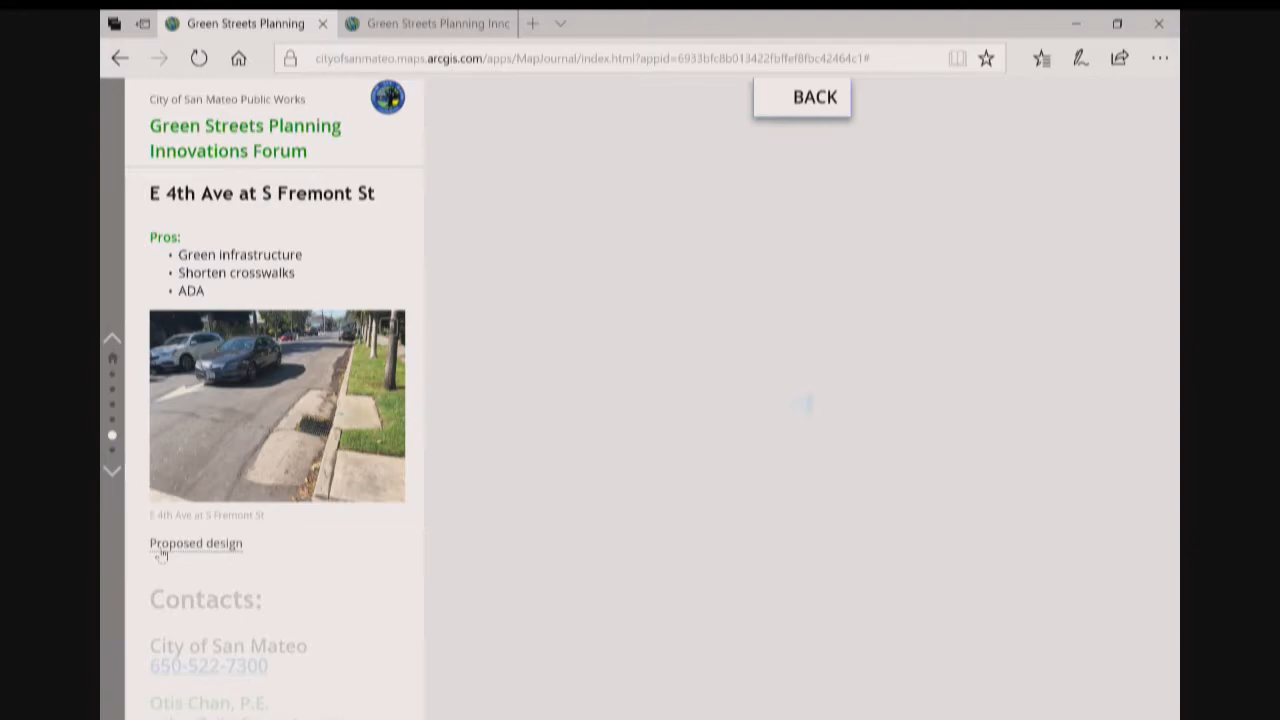 Green Streets Planning
Green Streets Planning Inno
cityofsanmateo.maps.arcgis.com/apps/MapJournal/index.html?appid=6933bfc8b013422fbffef8fbc42464c1#
City of San Mateo Public Works
Green Streets Planning
Innovations Forum
BACK
E 4th Ave at S Fremont St
Pros:
• Green infrastructure
• Shorten crosswalks
• ADA
E 4th Ave at S Fremont St
Proposed design
Contacts:
City of San Mateo
650-522-7300
Otis Chan, P.E.